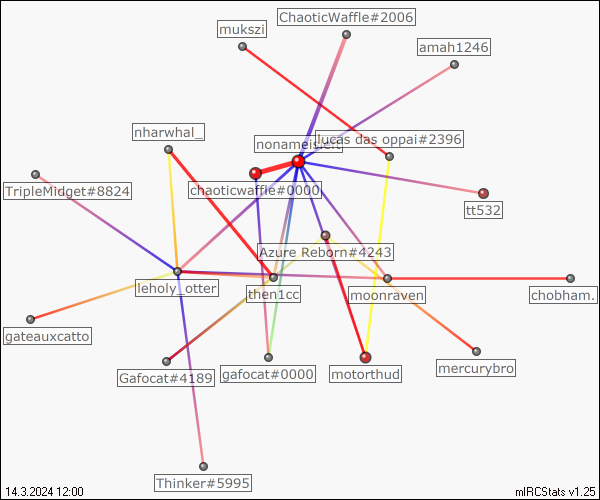 ChaoticWaffle#2006
mukszi
amah1246
nharwhal_
lucas das oppai#2396
TripleMidget#8824
chaoticwaffle#0000
tt532
Azure Reborn#4243
leholy_otter
then1cc
moonraven
chobham.
gateauxcatto
Gafocat#4189
gafocat#0000
motorthud
mercurybro
Thinker#5995
14.3.2024 12:00
mIRCStats v1.25